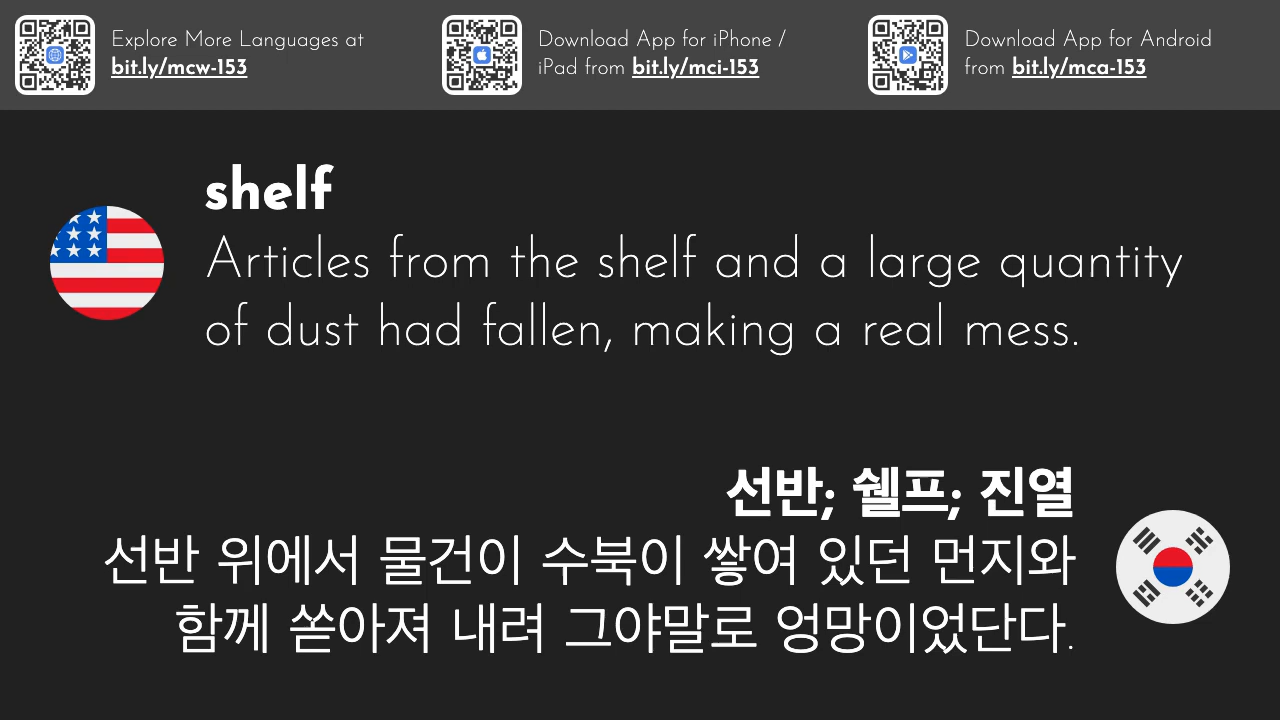 Explore More Languages at
bit.ly/mcw-153
Download App for iPhone /
iPad from bit.ly/mci-153
Download App for Android
from bit.ly/mca-153
shelf
Articles from the shelf and a large quantity
of dust had fallen, making a real mess.
선반; 쉘프; 진열
선반 위에서 물건이 수북이 쌓여 있던 먼지와
함께 쏟아져 내려 그야말로 엉망이었단다.